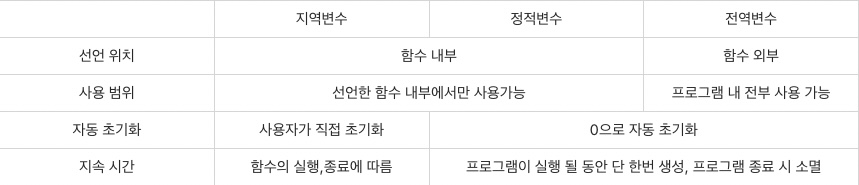 지역변수 정적변수 전역변수
선언 위치 함수 내부 함수 외부
사용 범위 선언한 함수 내부에서만 사용가능 프로그램 내 전부 사용 가능
자동 초기화 사용자가 직접 초기화 0으로 자동 초기화
지속 시간 함수의 실행,종료에 따름 프로그램이 실행 될 동안 단 한번 생성, 프로그램 종료 시 소멸